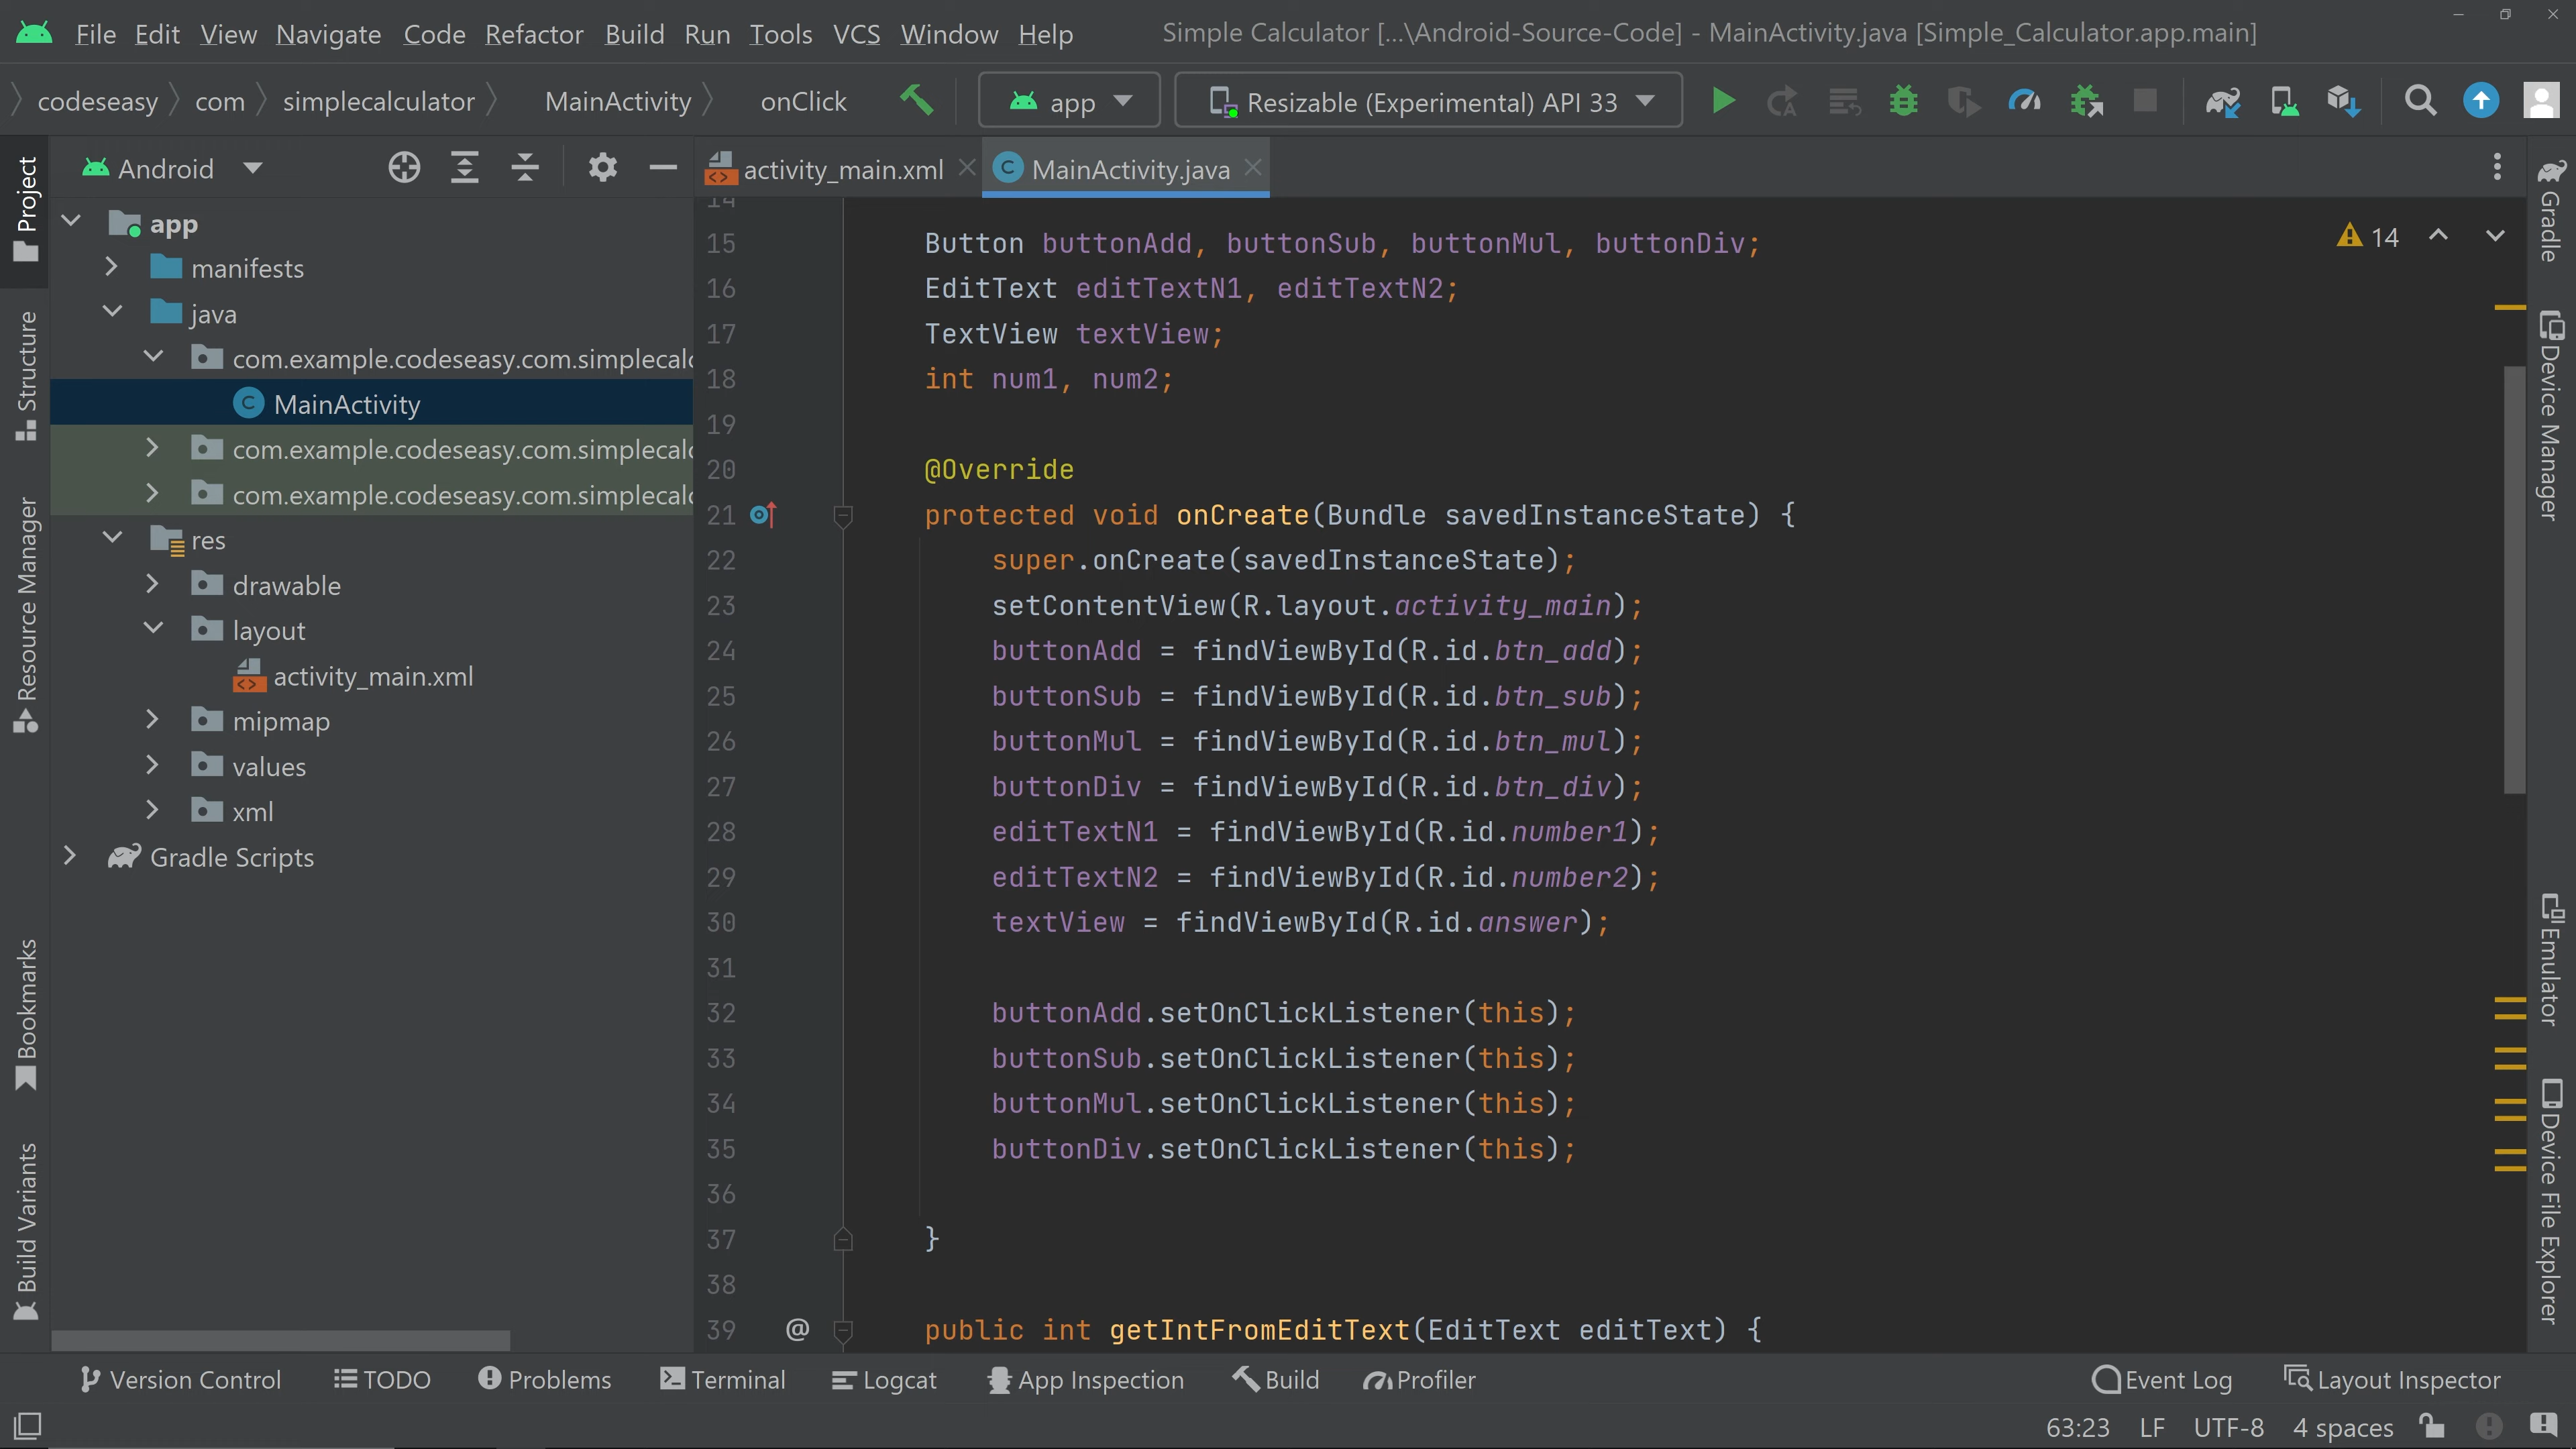 File Edit View Navigate Code Refactor Build Run Tools VCS Window Help
Simple Calculator [...\Android-Source-Code] - MainActivity.java [Simple_Calculator.app.main]
codeseasy com simplecalculator MainActivity onClick
app
Resizable (Experimental) API 33
Project
Structure
Resource Manager
Bookmarks
Build Variants
Android
app
manifests
java
com.example.codeseasy.com.simplecalc
MainActivity
com.example.codeseasy.com.simplecalc
com.example.codeseasy.com.simplecalc
res
drawable
layout
activity_main.xml
mipmap
values
xml
Gradle Scripts
activity_main.xml
MainActivity.java
14
14
15 Button buttonAdd, buttonSub, buttonMul, buttonDiv;
16 EditText editTextN1, editTextN2;
17 TextView textView;
18 int num1, num2;
19
20 @Override
21 protected void onCreate(Bundle savedInstanceState) {
22 super.onCreate(savedInstanceState);
23 setContentView(R.layout.activity_main);
24 buttonAdd = findViewById(R.id.btn_add);
25 buttonSub = findViewById(R.id.btn_sub);
26 buttonMul = findViewById(R.id.btn_mul);
27 buttonDiv = findViewById(R.id.btn_div);
28 editTextN1 = findViewById(R.id.number1);
29 editTextN2 = findViewById(R.id.number2);
30 textView = findViewById(R.id.answer);
31
32 buttonAdd.setOnClickListener(this);
33 buttonSub.setOnClickListener(this);
34 buttonMul.setOnClickListener(this);
35 buttonDiv.setOnClickListener(this);
36
37 }
38
39 @ public int getIntFromEditText(EditText editText) {
Gradle
Device Manager
Emulator
Device File Explorer
Version Control TODO Problems Terminal Logcat App Inspection Build Profiler
Event Log Layout Inspector
63:23 LF UTF-8 4 spaces